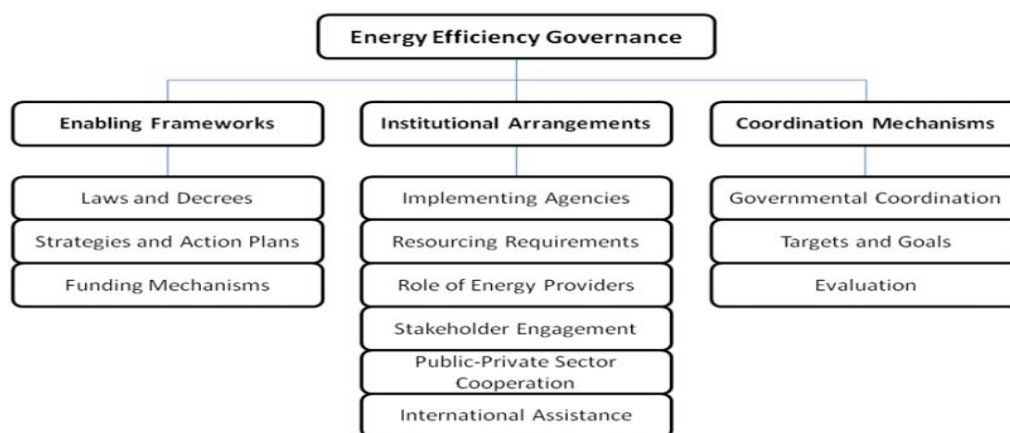 Energy Efficiency Governance
Enabling Frameworks
Laws and Decrees
Strategies and Action Plans
Funding Mechanisms
Institutional Arrangements
Implementing Agencies
Resourcing Requirements
Role of Energy Providers
Stakeholder Engagement
Public-Private Sector
Cooperation
International Assistance
Coordination Mechanisms
Governmental Coordination
Targets and Goals
Evaluation